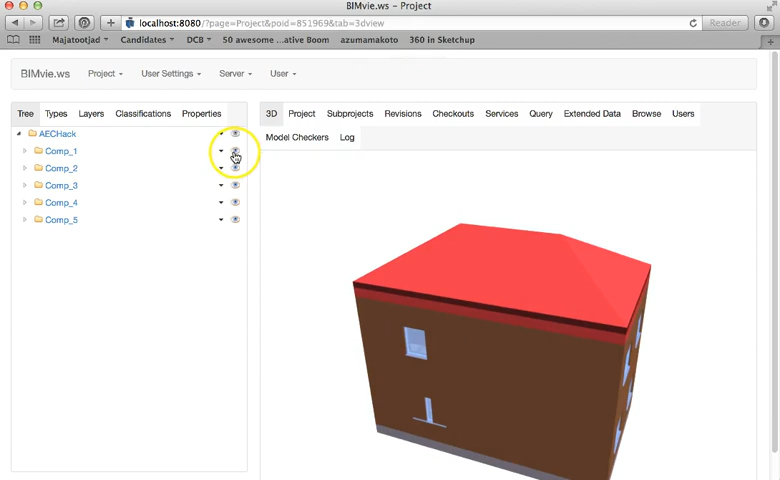 BIMvie.ws – Project
localhost:8080/?page=Project&poid=851969&tab=3dview
Reader
Majatootjad Candidates DCB 50 awesome ...ative Boom azumamakoto 360 in Sketchup
BIMvie.ws Project User Settings Server User
Tree Types Layers Classifications Properties
3D Project Subprojects Revisions Checkouts Services Query Extended Data Browse Users
Model Checkers Log
AECHack
Comp_1
Comp_2
Comp_3
Comp_4
Comp_5